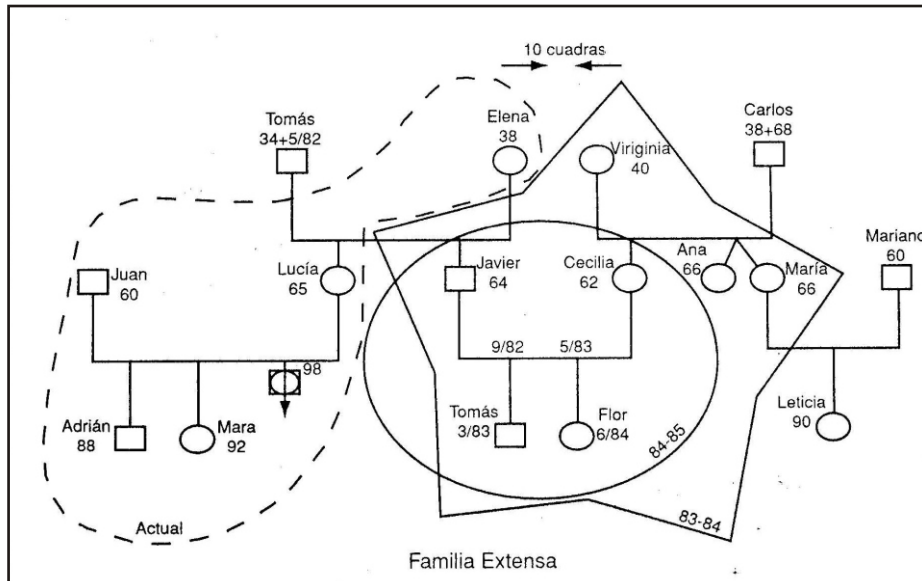 10 cuadras
Tomás
34+5/82
Elena
38
Viriginia
40
Carlos
38+68
Juan
60
Lucía
65
Javier
64
Cecilia
62
Ana
66
María
66
Mariano
60
98
9/82
5/83
Adrián
88
Mara
92
Tomás
3/83
Flor
6/84
Leticia
90
84-85
83-84
Actual
Familia Extensa